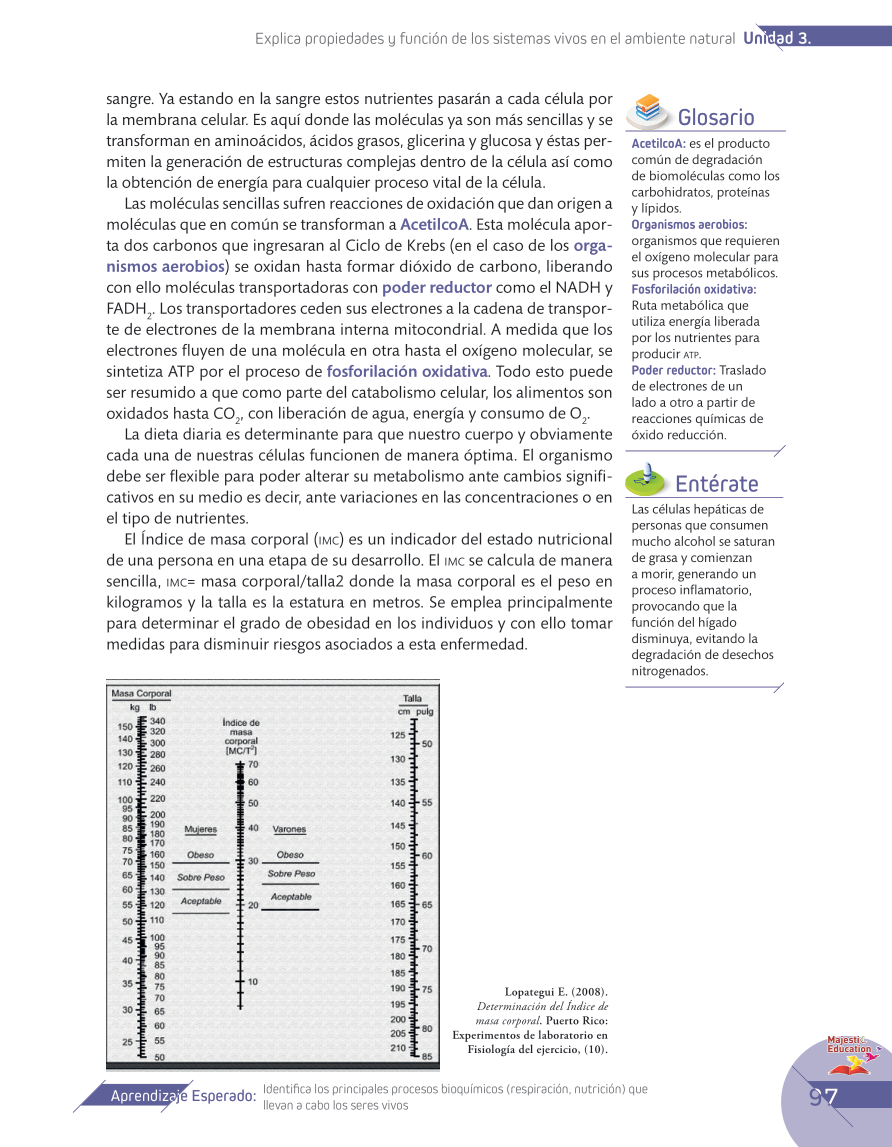 Explica propiedades y función de los sistemas vivos en el ambiente natural Unidad 3.
sangre. Ya estando en la sangre estos nutrientes pasarán a cada célula por
la membrana celular. Es aquí donde las moléculas ya son más sencillas y se
transforman en aminoácidos, ácidos grasos, glicerina y glucosa y éstas per-
miten la generación de estructuras complejas dentro de la célula así como
la obtención de energía para cualquier proceso vital de la célula.
Las moléculas sencillas sufren reacciones de oxidación que dan origen a
moléculas que en común se transforman a AcetilcoA. Esta molécula apor-
ta dos carbonos que ingresaran al Ciclo de Krebs (en el caso de los orga-
nismos aerobios) se oxidan hasta formar dióxido de carbono, liberando
con ello moléculas transportadoras con poder reductor como el NADH y
FADH2. Los transportadores ceden sus electrones a la cadena de transpor-
te de electrones de la membrana interna mitocondrial. A medida que los
electrones fluyen de una molécula en otra hasta el oxígeno molecular, se
sintetiza ATP por el proceso de fosforilación oxidativa. Todo esto puede
ser resumido a que como parte del catabolismo celular, los alimentos son
oxidados hasta CO2, con liberación de agua, energía y consumo de O2.
La dieta diaria es determinante para que nuestro cuerpo y obviamente
cada una de nuestras células funcionen de manera óptima. El organismo
debe ser flexible para poder alterar su metabolismo ante cambios signifi-
cativos en su medio es decir, ante variaciones en las concentraciones o en
el tipo de nutrientes.
El Índice de masa corporal (IMC) es un indicador del estado nutricional
de una persona en una etapa de su desarrollo. El IMC se calcula de manera
sencilla, IMC= masa corporal/talla2 donde la masa corporal es el peso en
kilogramos y la talla es la estatura en metros. Se emplea principalmente
para determinar el grado de obesidad en los individuos y con ello tomar
medidas para disminuir riesgos asociados a esta enfermedad.
Glosario
AcetilcoA: es el producto
común de degradación
de biomoléculas como los
carbohidratos, proteínas
y lípidos.
Organismos aerobios:
organismos que requieren
el oxígeno molecular para
sus procesos metabólicos.
Fosforilación oxidativa:
Ruta metabólica que
utiliza energía liberada
por los nutrientes para
producir ATP.
Poder reductor: Traslado
de electrones de un
lado a otro a partir de
reacciones químicas de
óxido reducción.
Entérate
Las células hepáticas de
personas que consumen
mucho alcohol se saturan
de grasa y comienzan
a morir, generando un
proceso inflamatorio,
provocando que la
función del hígado
disminuya, evitando la
degradación de desechos
nitrogenados.
Masa Corporal
kg lb
150
140
130
120
110
100
95
90
85
80
75
70
65
60
55
50
45
40
35
30
25
340
320
300
280
260
240
220
200
190
180
170
160
150
140
130
120
110
100
95
90
85
80
75
70
65
60
55
50
Mujeres
Obeso
Sobre Peso
Aceptable
Índice de
masa
corporal
[MC/T2]
70
60
50
40
30
20
10
Varones
Obeso
Sobre Peso
Aceptable
Talla
cm pulg
125
130
135
140
145
150
155
160
165
170
175
180
185
190
195
200
205
210
50
55
60
65
70
75
80
85
Lopategui E. (2008).
Determinación del Índice de
masa corporal. Puerto Rico:
Experimentos de laboratorio en
Fisiología del ejercicio, (10).
Majestic
Education
Aprendizaje Esperado: Identifica los principales procesos bioquímicos (respiración, nutrición) que
llevan a cabo los seres vivos
97